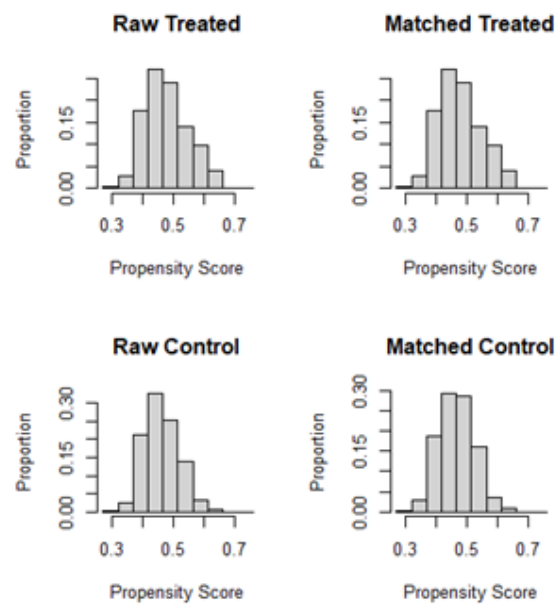 Raw Treated
Proportion
0.15
0.00
0.3 0.5 0.7
Propensity Score
Matched Treated
Proportion
0.15
0.00
0.3 0.5 0.7
Propensity Score
Raw Control
Proportion
0.30
0.15
0.00
0.3 0.5 0.7
Propensity Score
Matched Control
Proportion
0.30
0.15
0.00
0.3 0.5 0.7
Propensity Score